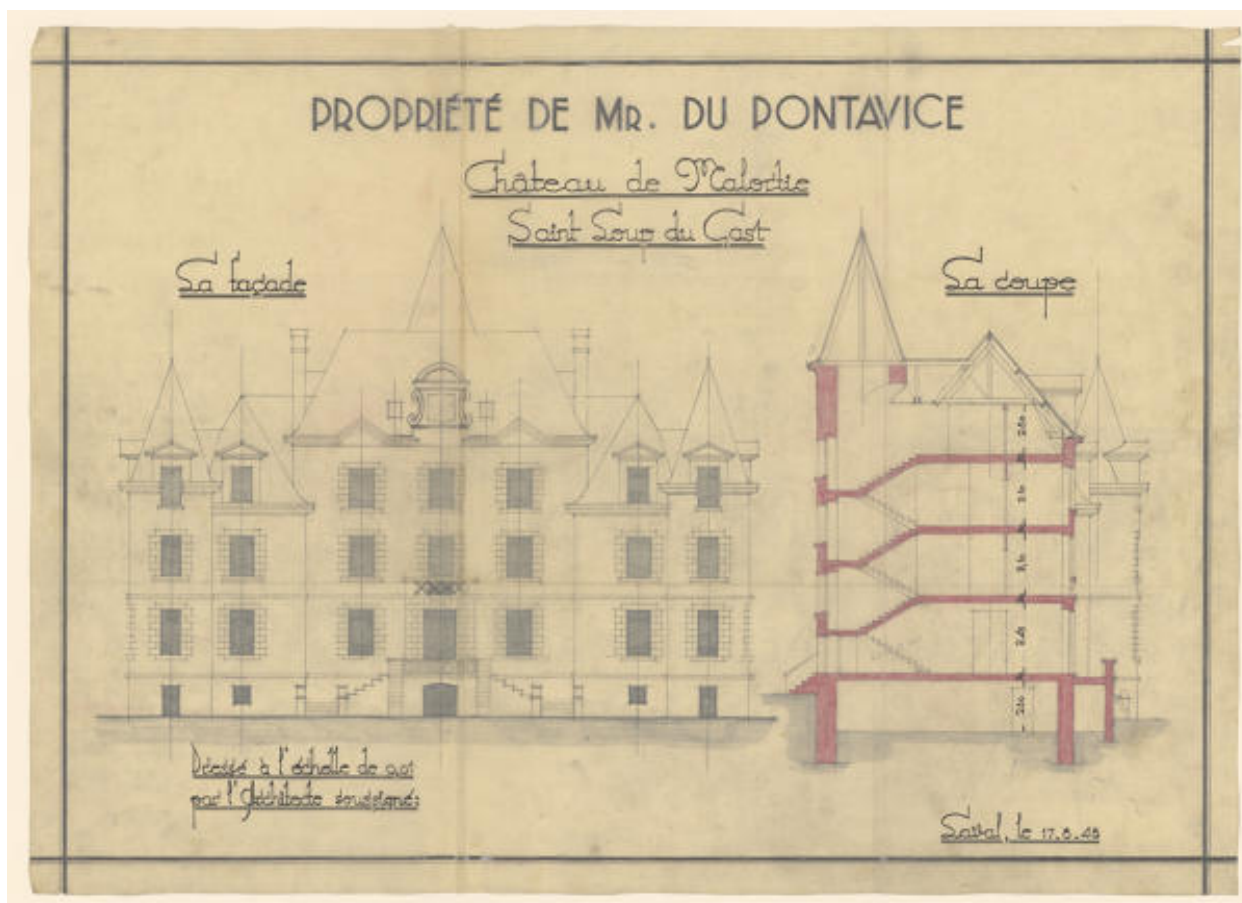 PROPRIÉTÉ DE MR. DU PONTAVICE
Château de Malortie
Saint Loup du Gast
La façade
La coupe
Dressé à l'échelle de 0,01
par l'Architecte soussigné:
Laval, le 17.8.48